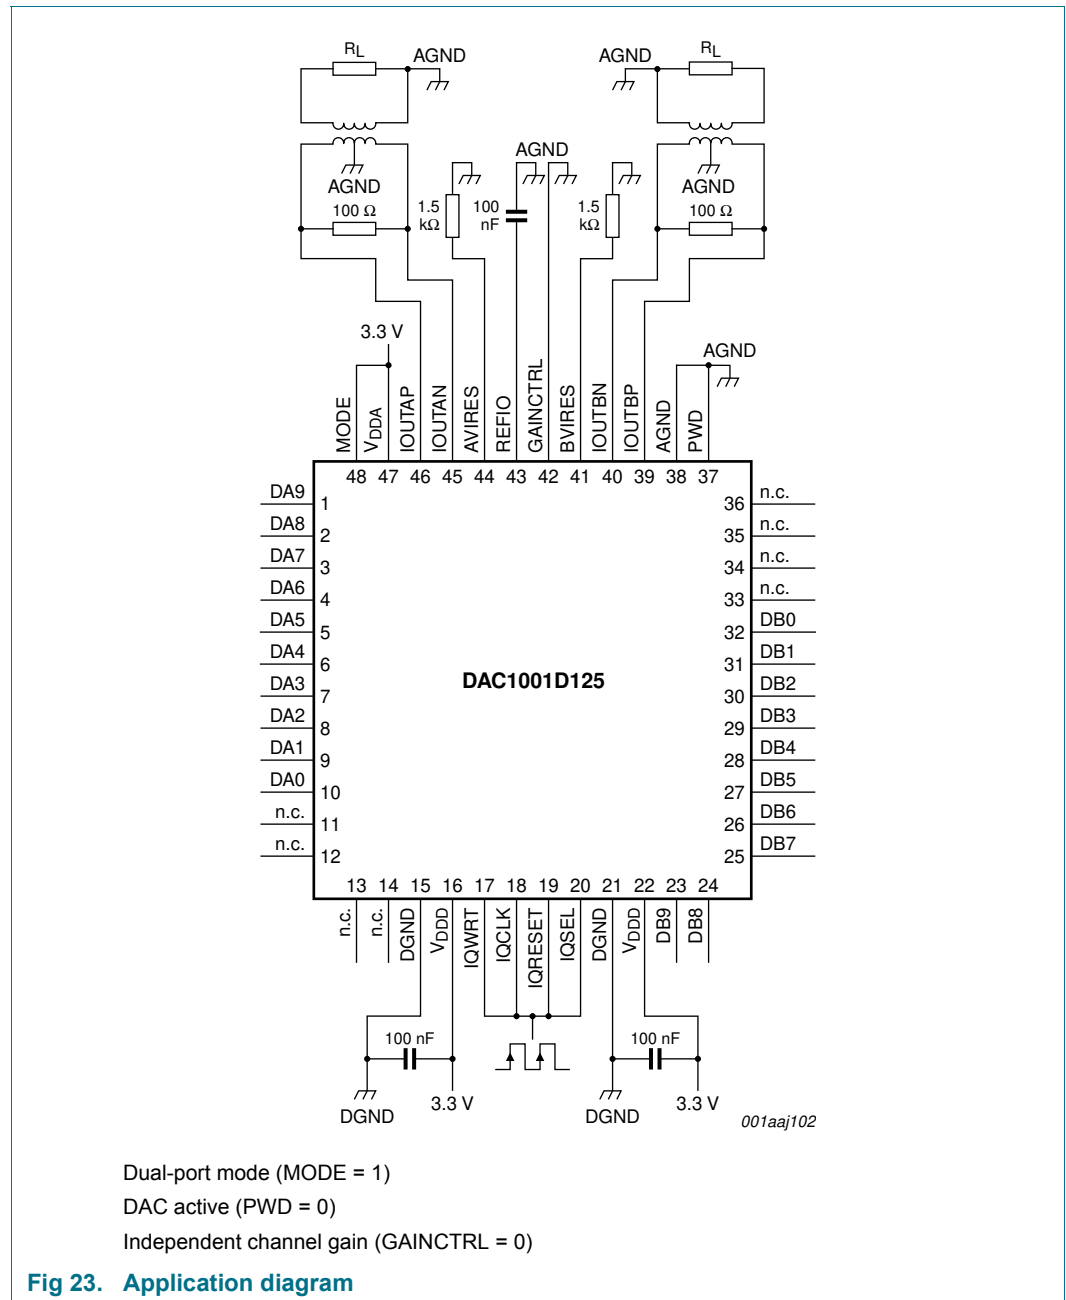 RL AGND AGND RL
AGND
AGND AGND
100 Ω 1.5 kΩ 100 nF 1.5 kΩ 100 Ω
3.3 V
AGND
MODE VDDA IOUTAP IOUTAN AVIRES REFIO GAINCTRL BVIRES IOUTBN IOUTBP AGND PWD
48 47 46 45 44 43 42 41 40 39 38 37
DA9 1 36 n.c.
DA8 2 35 n.c.
DA7 3 34 n.c.
DA6 4 33 n.c.
DA5 5 32 DB0
DA4 6 31 DB1
DA3 7 DAC1001D125 30 DB2
DA2 8 29 DB3
DA1 9 28 DB4
DA0 10 27 DB5
n.c. 11 26 DB6
n.c. 12 25 DB7
13 14 15 16 17 18 19 20 21 22 23 24
n.c. n.c. DGND VDDD IQWRT IQCLK IQRESET IQSEL DGND VDDD DB9 DB8
100 nF 100 nF
DGND 3.3 V DGND 3.3 V
001aaj102
Dual-port mode (MODE = 1)
DAC active (PWD = 0)
Independent channel gain (GAINCTRL = 0)
Fig 23. Application diagram